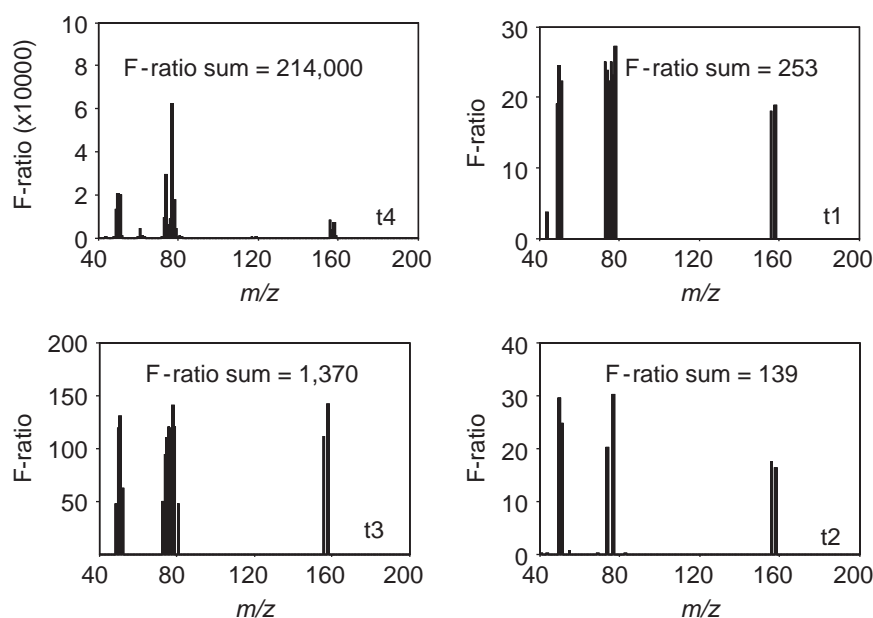 F-ratio (x10000)
10
8
6
4
2
0
F-ratio sum = 214,000
t4
40 80 120 160 200
m/z
F-ratio
30
20
10
0
F-ratio sum = 253
t1
40 80 120 160 200
m/z
F-ratio
200
150
100
50
F-ratio sum = 1,370
t3
40 80 120 160 200
m/z
F-ratio
40
30
20
10
0
F-ratio sum = 139
t2
40 80 120 160 200
m/z